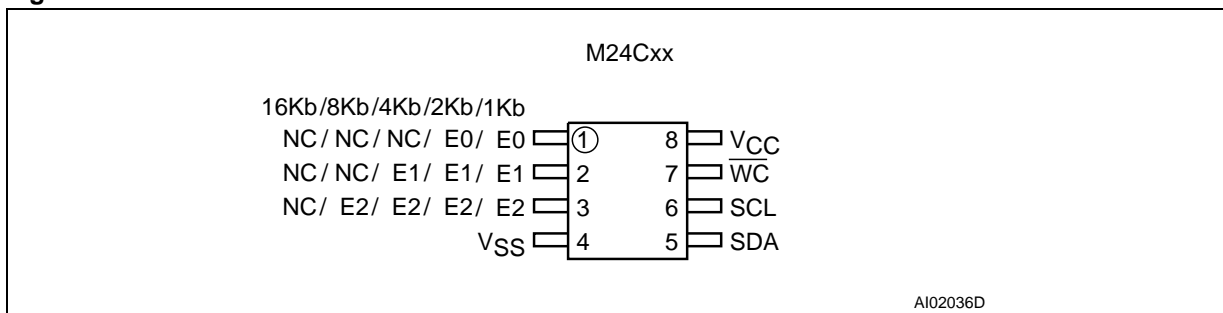 M24Cxx
16Kb/8Kb/4Kb/2Kb/1Kb
NC/ NC/ NC/ E0/ E0 1 8 VCC
NC/ NC/ E1/ E1/ E1 2 7 WC
NC/ E2/ E2/ E2/ E2 3 6 SCL
VSS 4 5 SDA
AI02036D